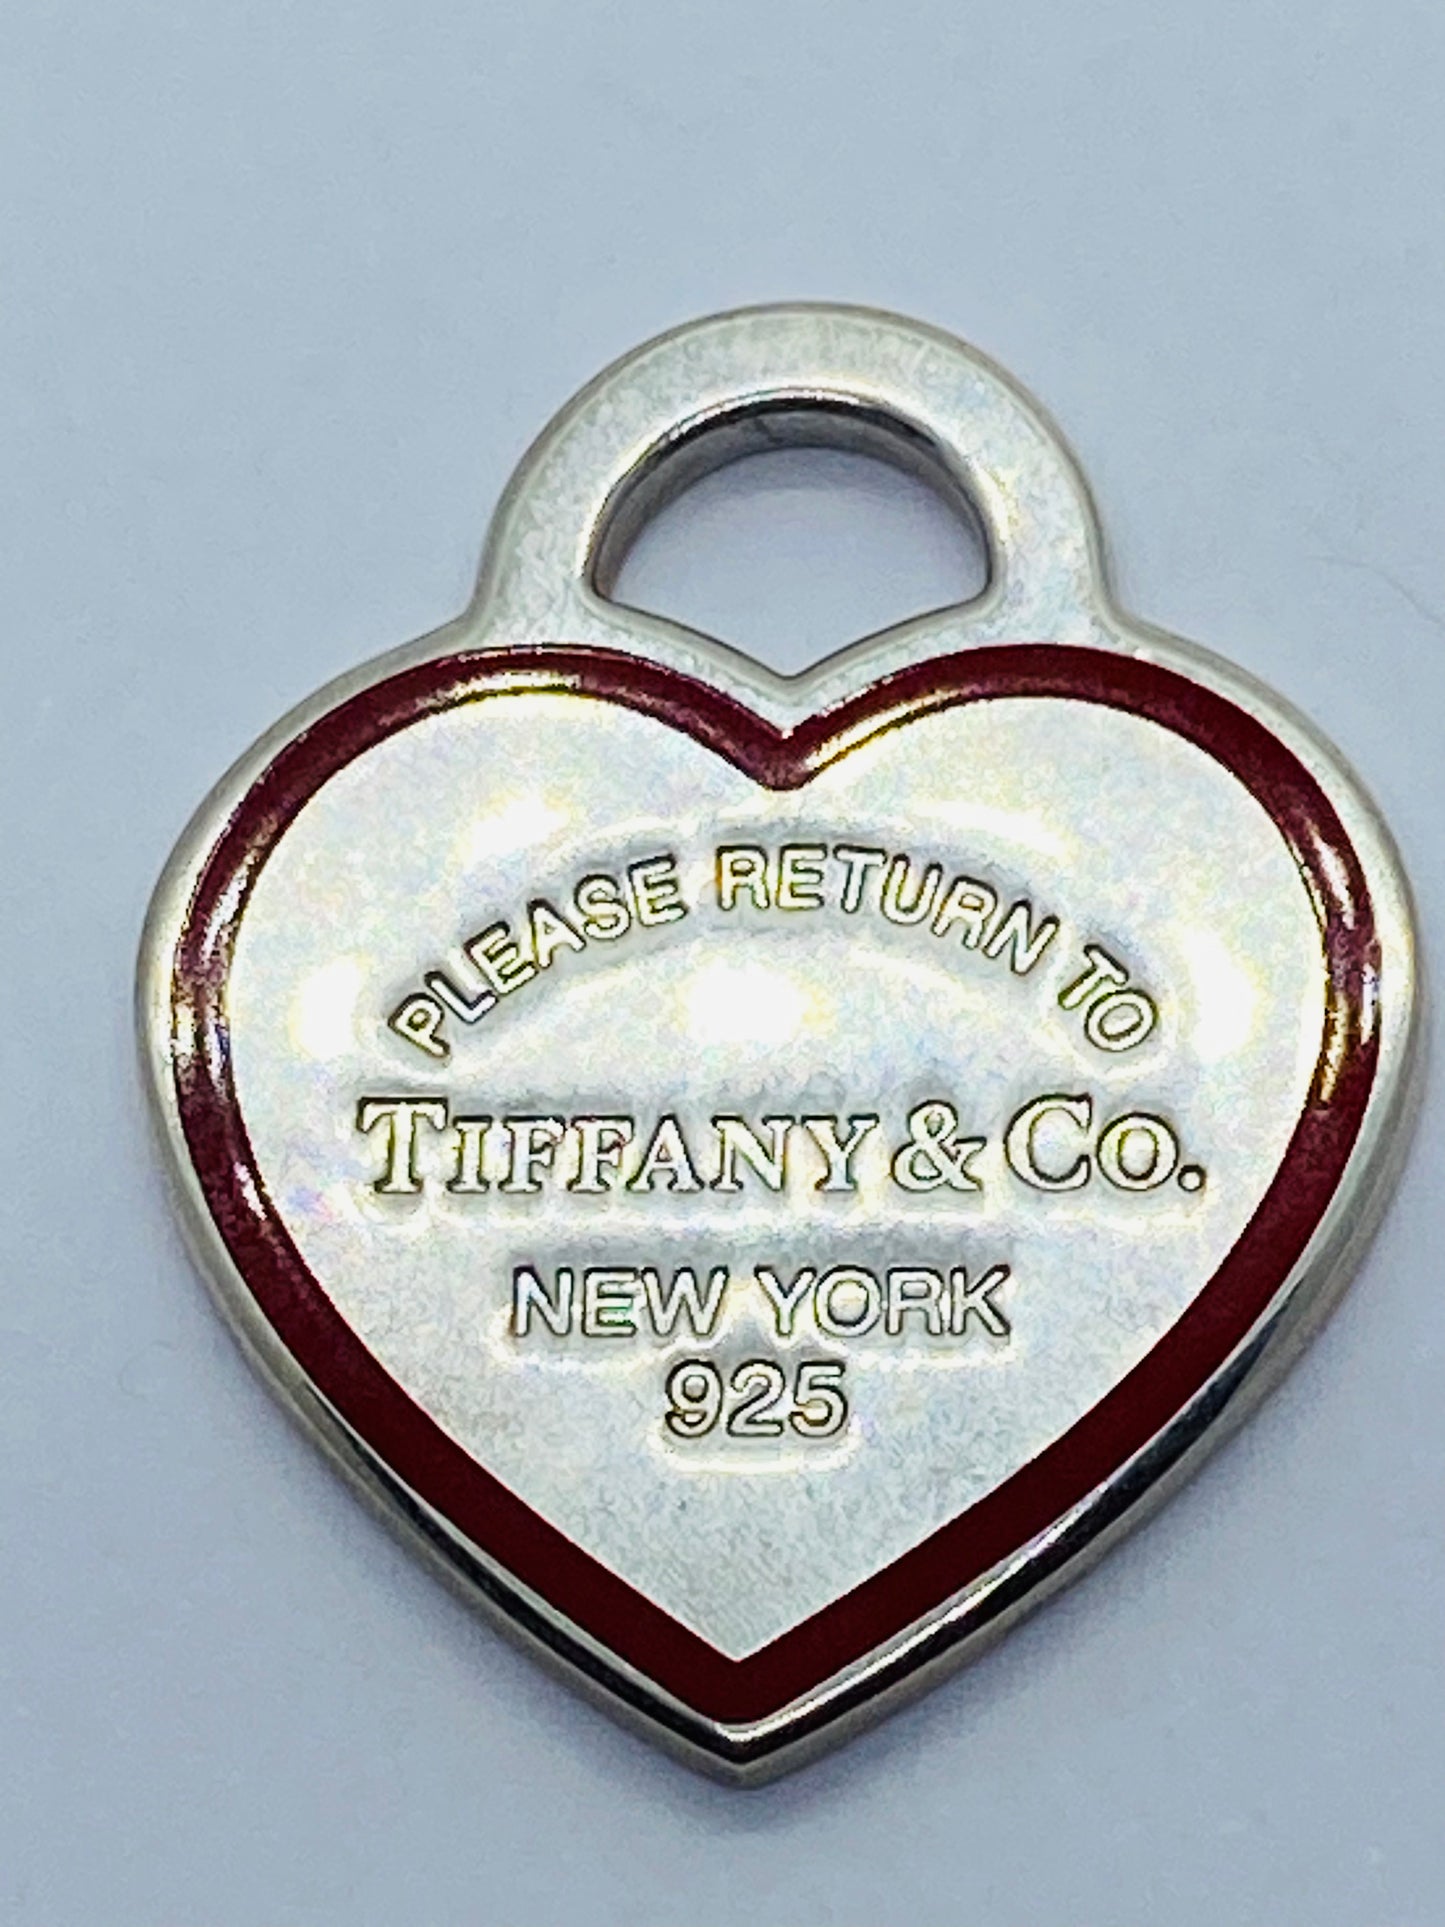 PLEASE RETURN TO
TIFFANY & CO.
NEW YORK
925